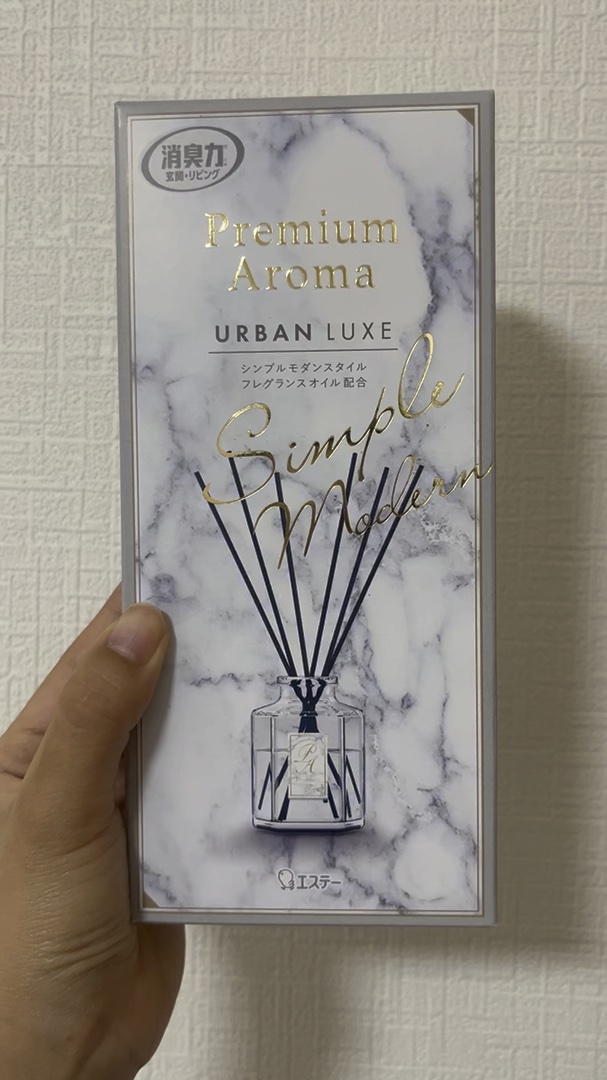 消臭力
玄関・リビング
Premium
Aroma
URBAN LUXE
シンプルモダンスタイル
フレグランスオイル配合
Simple
Modern
PA
エステー